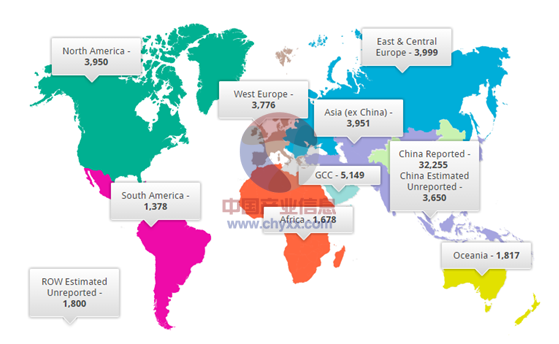 North America -
3,950
East & Central
Europe - 3,999
West Europe -
3,776
Asia (ex China) -
3,951
China Reported -
32,255
China Estimated
Unreported -
3,650
GCC - 5,149
South America -
1,378
中国产业信息
www.chyxx.com
Africa - 1,678
Oceania - 1,817
ROW Estimated
Unreported -
1,800